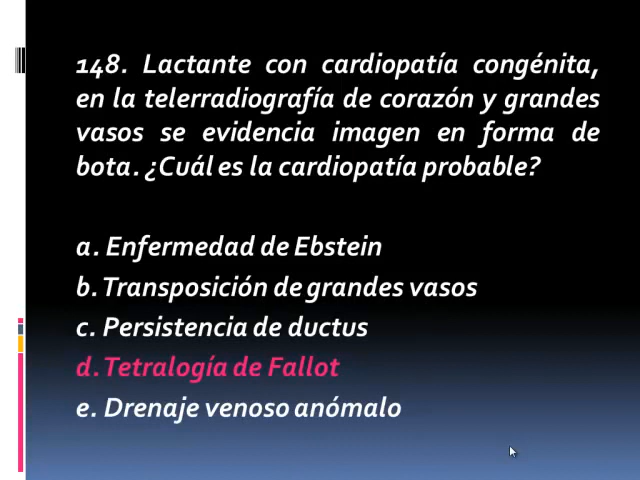 148. Lactante con cardiopatía congénita,
en la telerradiografía de corazón y grandes
vasos se evidencia imagen en forma de
bota. ¿Cuál es la cardiopatía probable?
a. Enfermedad de Ebstein
b. Transposición de grandes vasos
c. Persistencia de ductus
d. Tetralogía de Fallot
e. Drenaje venoso anómalo